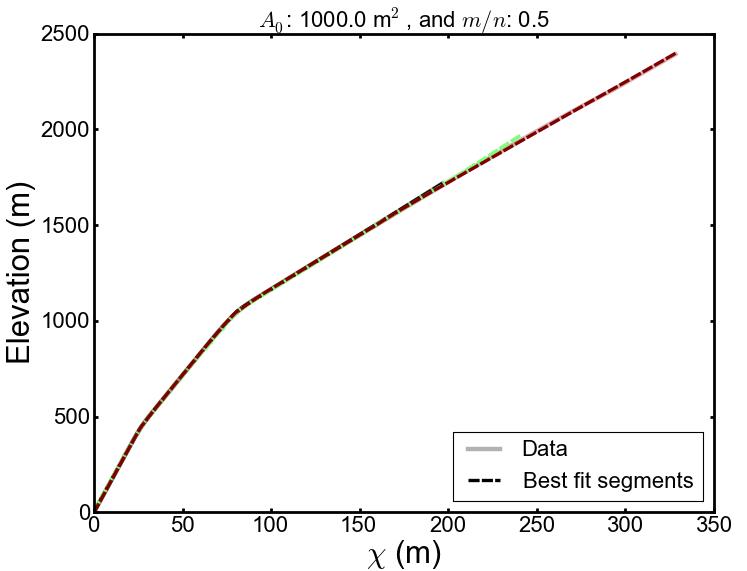 A₀: 1000.0 m² , and m/n: 0.5
Elevation (m)
2500
2000
1500
1000
500
0
0 50 100 150 200 250 300 350
χ (m)
Data
Best fit segments